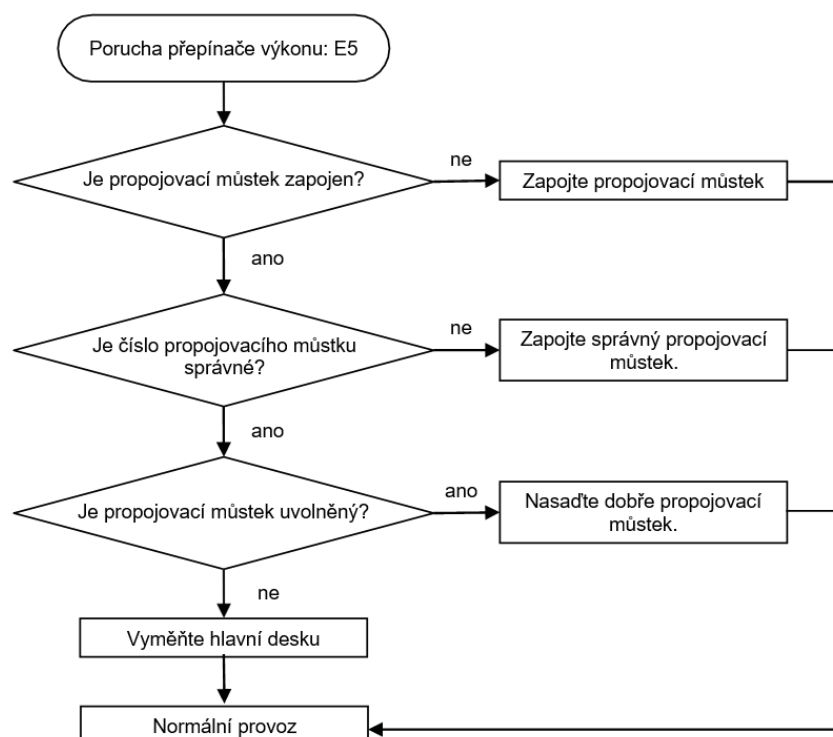 Porucha přepínače výkonu: E5
Je propojovací můstek zapojen?
ne
Zapojte propojovací můstek
ano
Je číslo propojovacího můstku
správné?
ne
Zapojte správný propojovací
můstek.
ano
Je propojovací můstek uvolněný?
ano
Nasaďte dobře propojovací
můstek.
ne
Vyměňte hlavní desku
Normální provoz